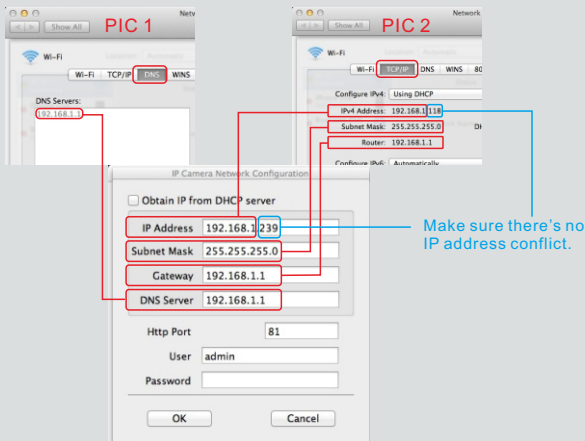 Netw
Show All
PIC 1
Wi-Fi
Wi-Fi TCP/IP DNS WINS
DNS Servers:
192.168.1.1
Network
Show All
PIC 2
Wi-Fi
Wi-Fi TCP/IP DNS WINS 80
Configure IPv4: Using DHCP
IPv4 Address: 192.168.1.118
Subnet Mask: 255.255.255.0
Router: 192.168.1.1
Configure IPv6: Automatically
IP Camera Network Configuration
Obtain IP from DHCP server
IP Address 192.168.1.239
Subnet Mask 255.255.255.0
Gateway 192.168.1.1
DNS Server 192.168.1.1
Http Port 81
User admin
Password
OK Cancel
Make sure there's no
IP address conflict.